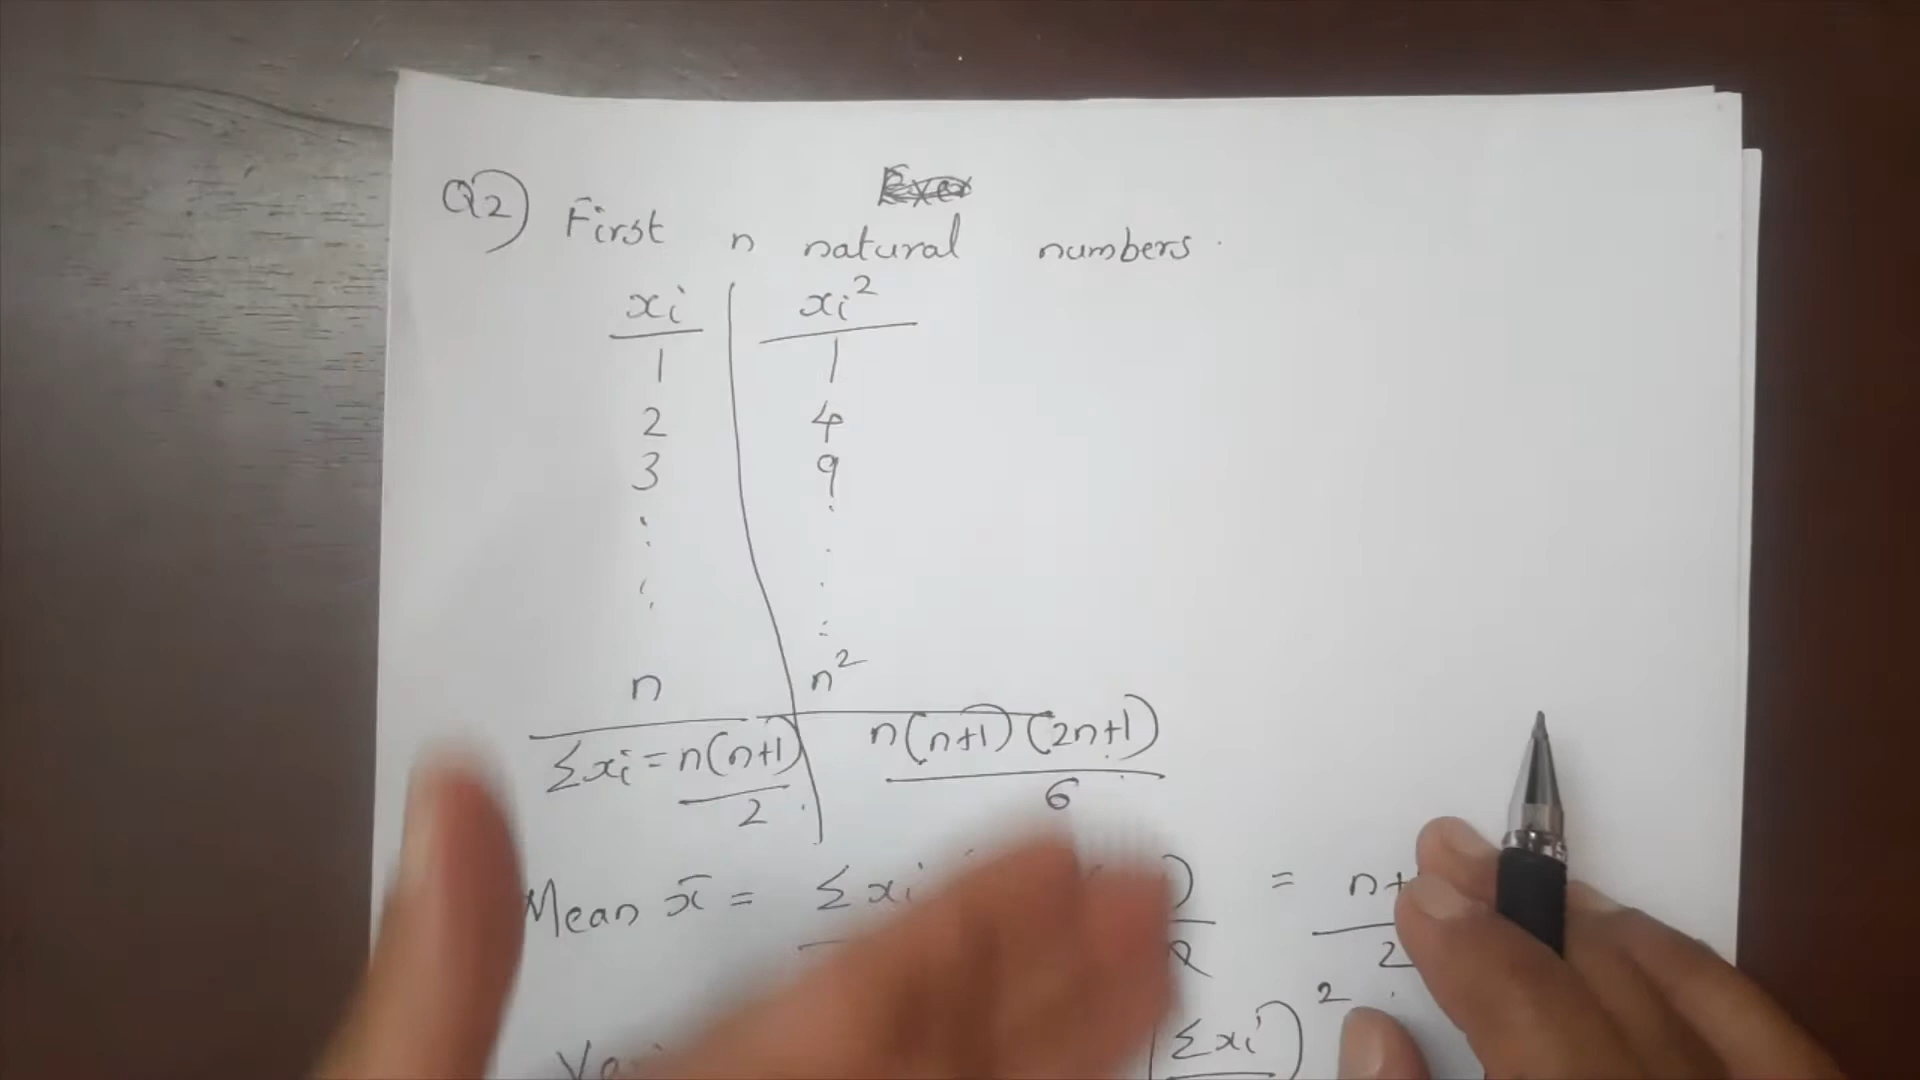 Q2) First n natural numbers.
xi xi²
1 1
2 4
3 9
n n²
Σxi = n(n+1)/2 n(n+1)(2n+1)/6
Mean x̄ = Σxi = n+ /2
(Σxi)²